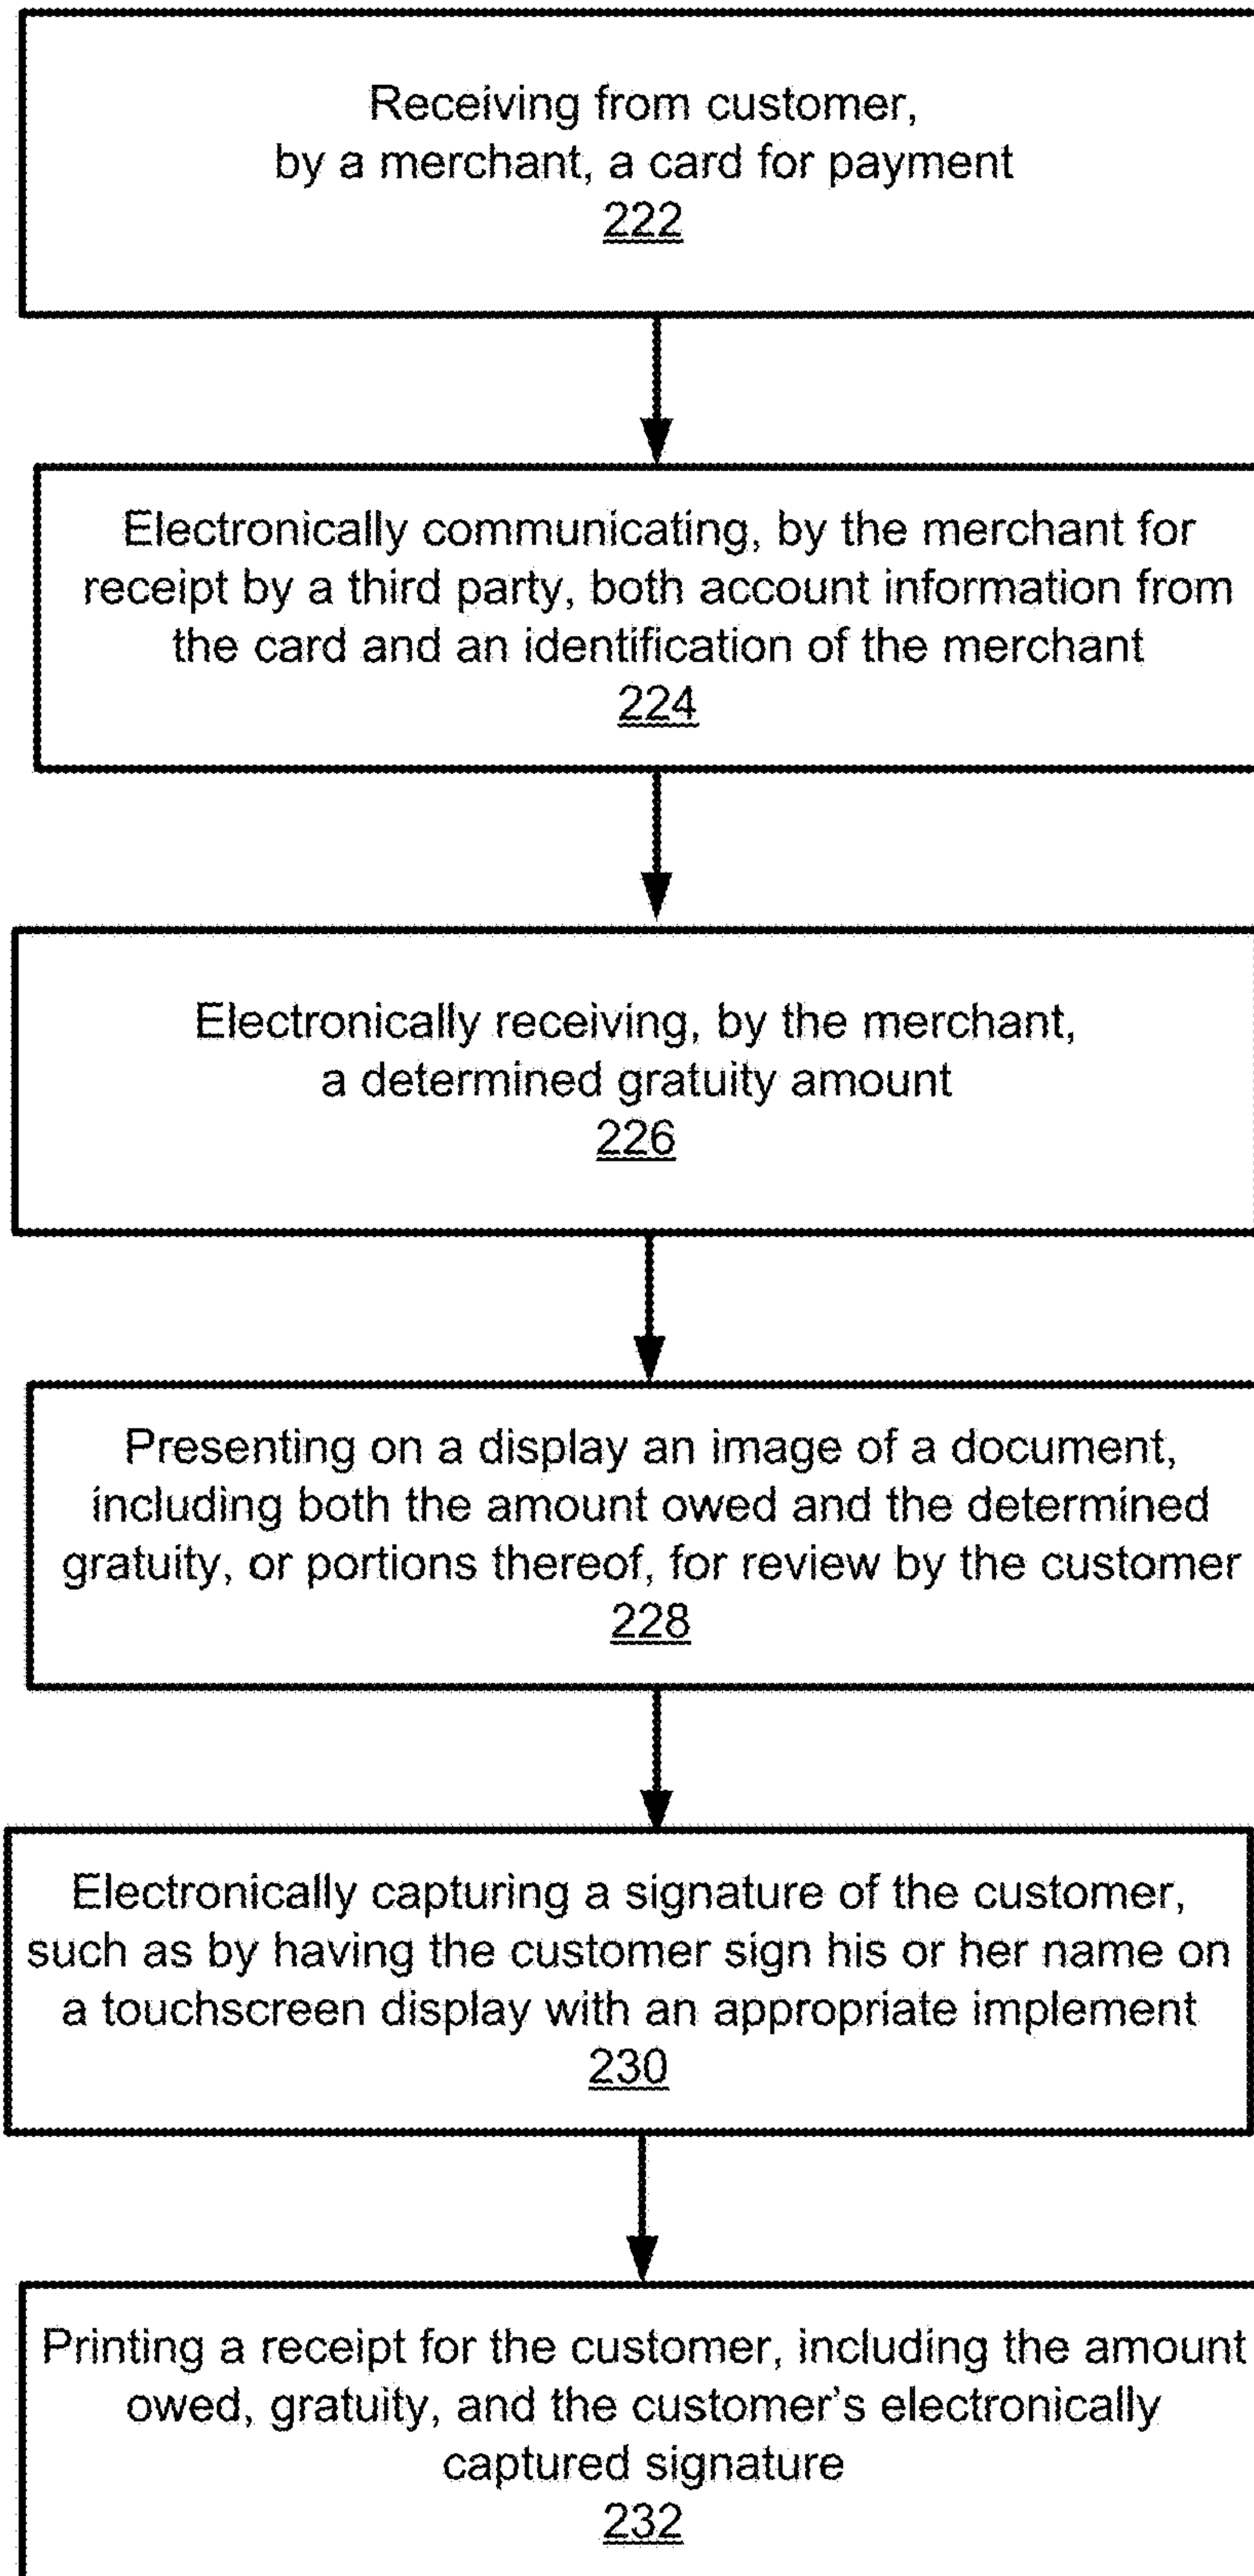 Receiving from customer,
by a merchant, a card for payment
222
Electronically communicating, by the merchant for
receipt by a third party, both account information from
the card and an identification of the merchant
224
Electronically receiving, by the merchant,
a determined gratuity amount
226
Presenting on a display an image of a document,
including both the amount owed and the determined
gratuity, or portions thereof, for review by the customer
228
Electronically capturing a signature of the customer,
such as by having the customer sign his or her name on
a touchscreen display with an appropriate implement
230
Printing a receipt for the customer, including the amount
owed, gratuity, and the customer's electronically
captured signature
232